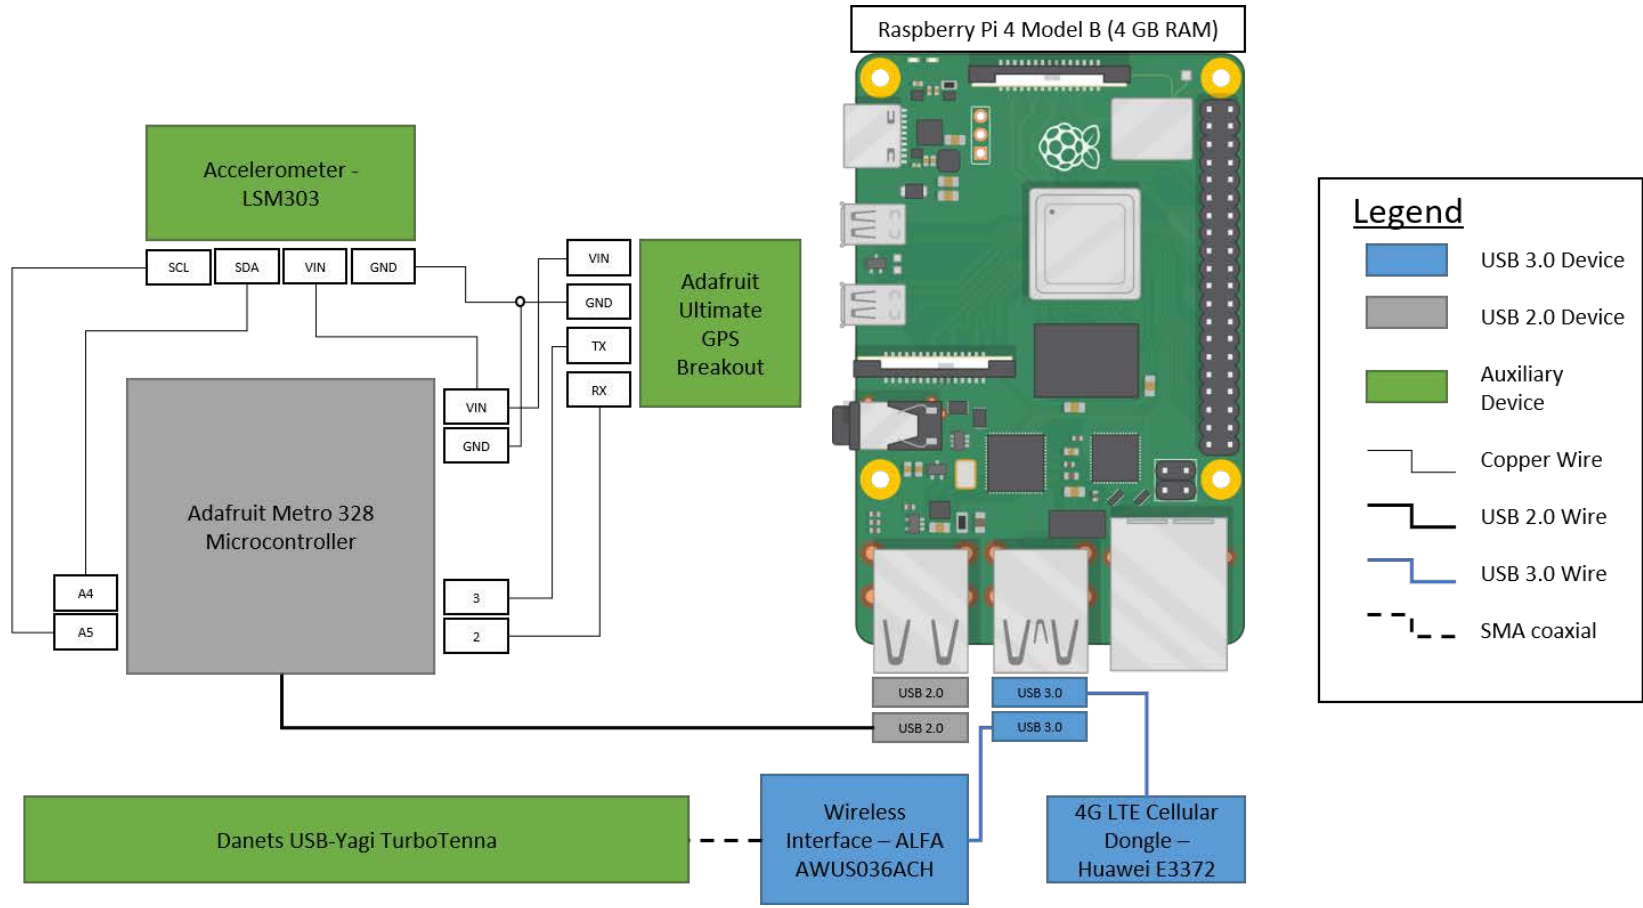 Raspberry Pi 4 Model B (4 GB RAM)
Accelerometer -
LSM303
SCL
SDA
VIN
GND
VIN
GND
TX
RX
Adafruit
Ultimate
GPS
Breakout
VIN
GND
Adafruit Metro 328
Microcontroller
A4
A5
3
2
USB 2.0
USB 3.0
USB 2.0
USB 3.0
Danets USB-Yagi TurboTenna
Wireless
Interface – ALFA
AWUS036ACH
4G LTE Cellular
Dongle –
Huawei E3372
Legend
USB 3.0 Device
USB 2.0 Device
Auxiliary
Device
Copper Wire
USB 2.0 Wire
USB 3.0 Wire
SMA coaxial